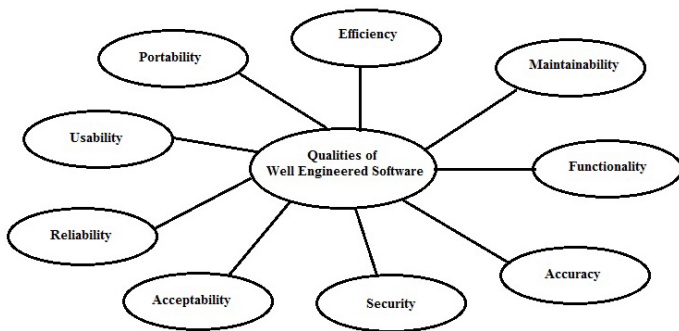 Efficiency
Portability
Maintainability
Usability
Qualities of
Well Engineered Software
Functionality
Reliability
Accuracy
Acceptability
Security